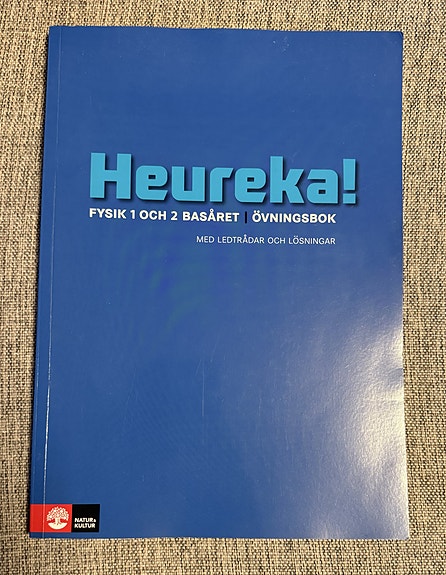 Heureka!
FYSIK 1 OCH 2 BASÅRET | ÖVNINGSBOK
MED LEDTRÅDAR OCH LÖSNINGAR
NATUR &
KULTUR